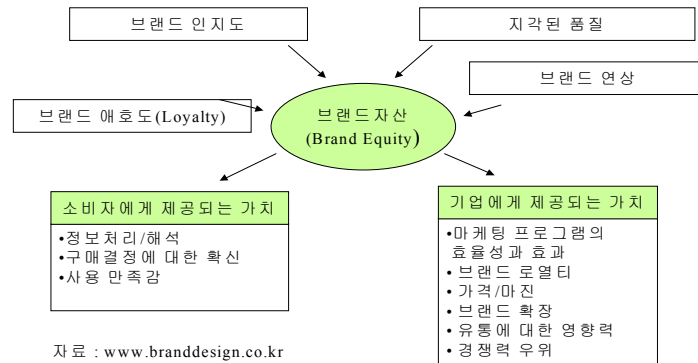 브랜드 인지도
지각된 품질
브랜드 연상
브랜드 애호도(Loyalty)
브랜드자산
(Brand Equity)
소비자에게 제공되는 가치
•정보처리/해석
•구매결정에 대한 확신
•사용 만족감
기업에게 제공되는 가치
•마케팅 프로그램의
효율성과 효과
• 브랜드 로열티
• 가격/마진
• 브랜드 확장
• 유통에 대한 영향력
• 경쟁력 우위
자료 : www.branddesign.co.kr